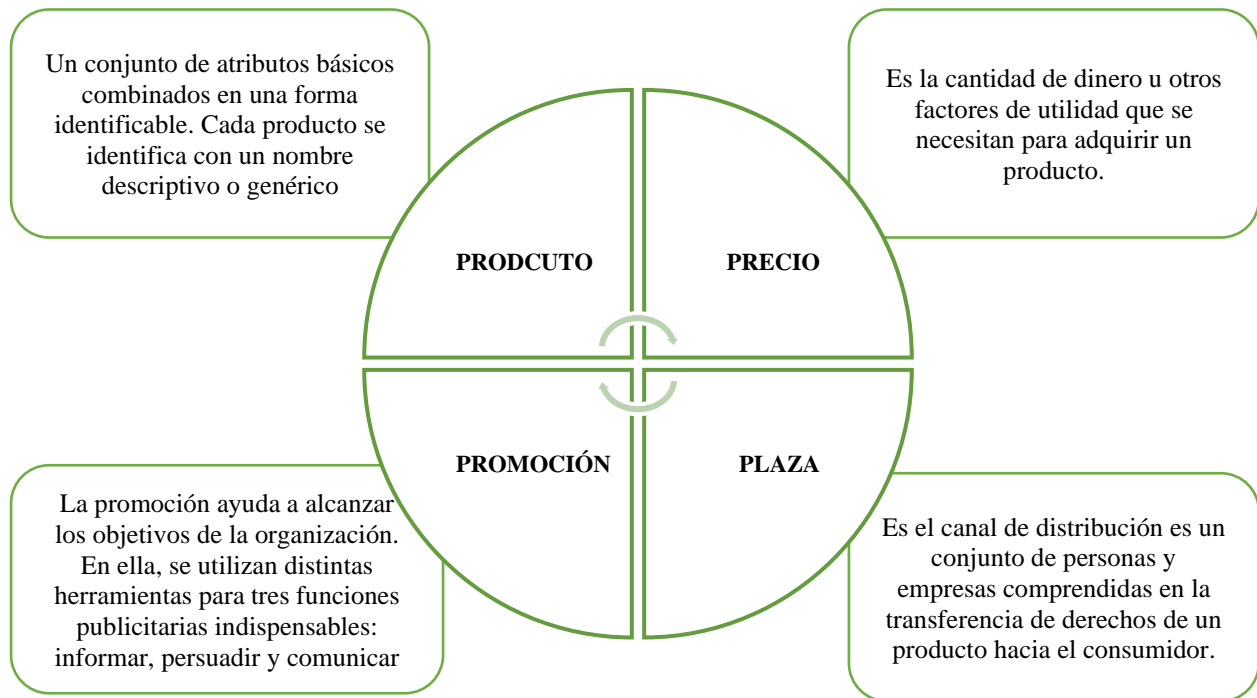 Un conjunto de atributos básicos
combinados en una forma
identificable. Cada producto se
identifica con un nombre
descriptivo o genérico
Es la cantidad de dinero u otros
factores de utilidad que se
necesitan para adquirir un
producto.
PRODCUTO
PRECIO
PROMOCIÓN
PLAZA
La promoción ayuda a alcanzar
los objetivos de la organización.
En ella, se utilizan distintas
herramientas para tres funciones
publicitarias indispensables:
informar, persuadir y comunicar
Es el canal de distribución es un
conjunto de personas y
empresas comprendidas en la
transferencia de derechos de un
producto hacia el consumidor.